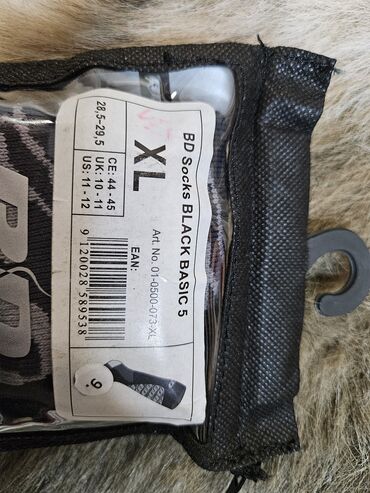 BD Socks BLACK BASIC 5
Art. No. 01-0500-073-XL
XL
EAN:
28,5-29,5
CE: 44 - 45
UK: 10 - 11
US: 11 - 12
9 120028 589538
6.